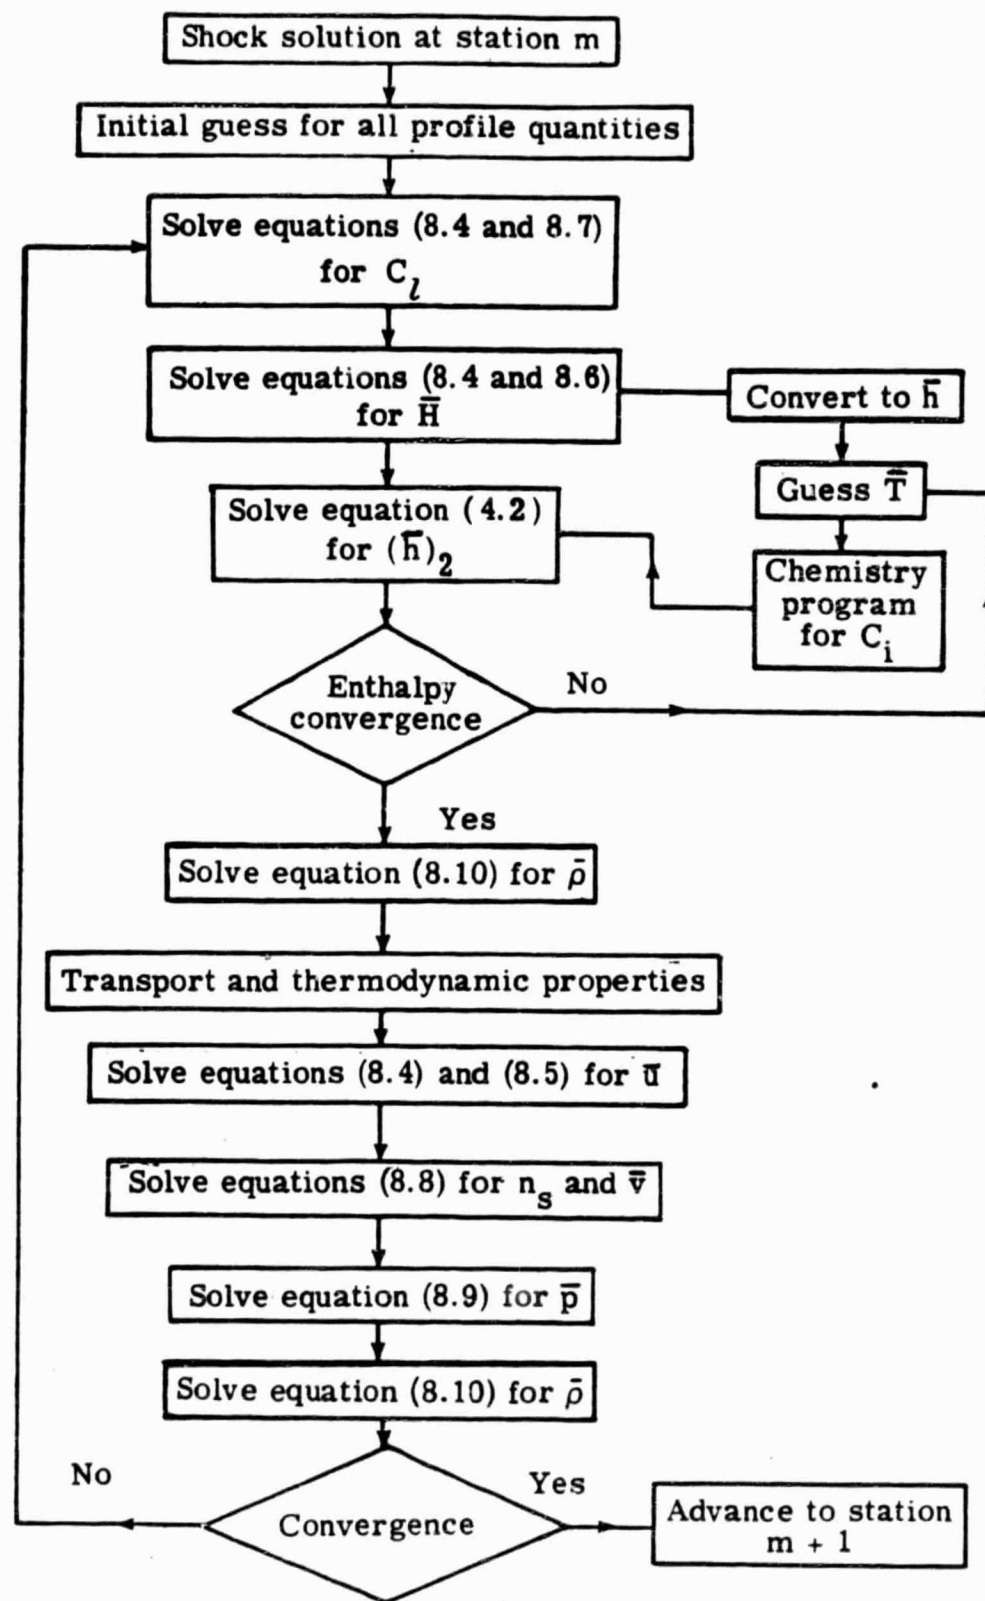 Shock solution at station m
Initial guess for all profile quantities
Solve equations (8.4 and 8.7)
for C_l
Solve equations (8.4 and 8.6)
for H̄
Convert to h̄
Guess T̄
Solve equation (4.2)
for (h̄)₂
Chemistry
program
for C_i
Enthalpy
convergence
No
Yes
Solve equation (8.10) for ρ̄
Transport and thermodynamic properties
Solve equations (8.4) and (8.5) for ū
Solve equations (8.8) for n_s and v̄
Solve equation (8.9) for p̄
Solve equation (8.10) for ρ̄
No
Convergence
Yes
Advance to station
m + 1